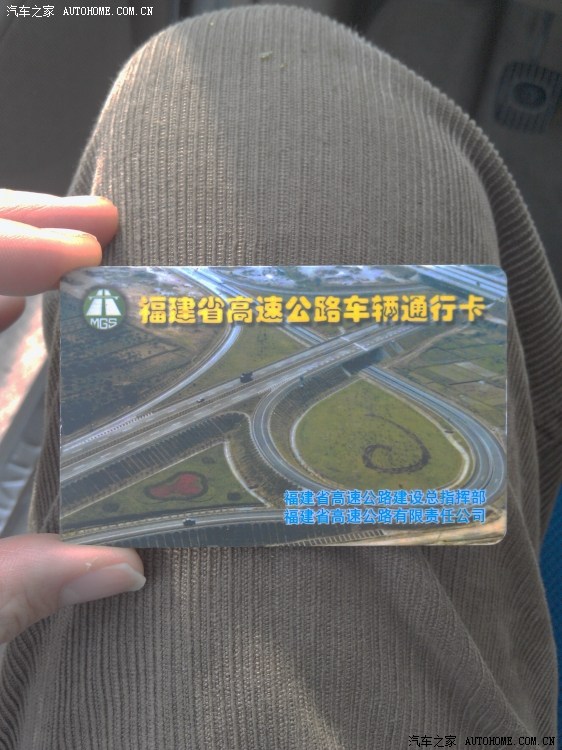 汽车之家 AUTOHOME.COM.CN
福建省高速公路车辆通行卡
MGS
福建省高速公路建设总指挥部
福建省高速公路有限责任公司
汽车之家 AUTOHOME.COM.CN